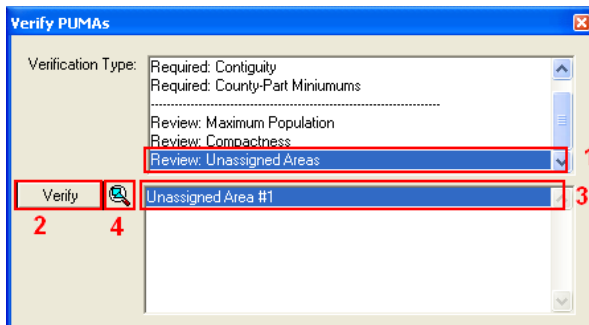 Verify PUMAs
Verification Type:
Required: Contiguity
Required: County-Part Miniumums
--------------------------------------------------------------------
Review: Maximum Population
Review: Compactness
Review: Unassigned Areas
1
Verify
Unassigned Area #1
3
2
4